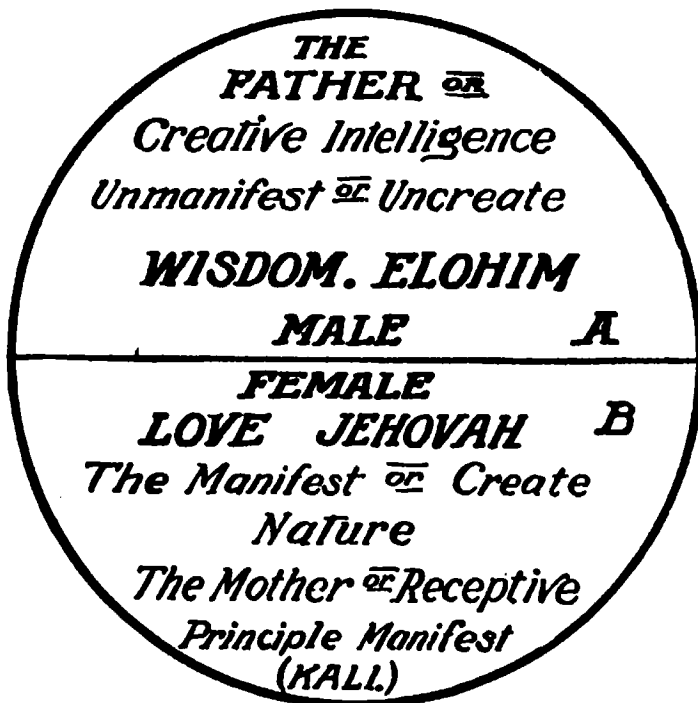 THE
FATHER OR
Creative Intelligence
Unmanifest or Uncreate
WISDOM. ELOHIM
MALE A
FEMALE
LOVE JEHOVAH B
The Manifest or Create
Nature
The Mother or Receptive
Principle Manifest
(KALI.)